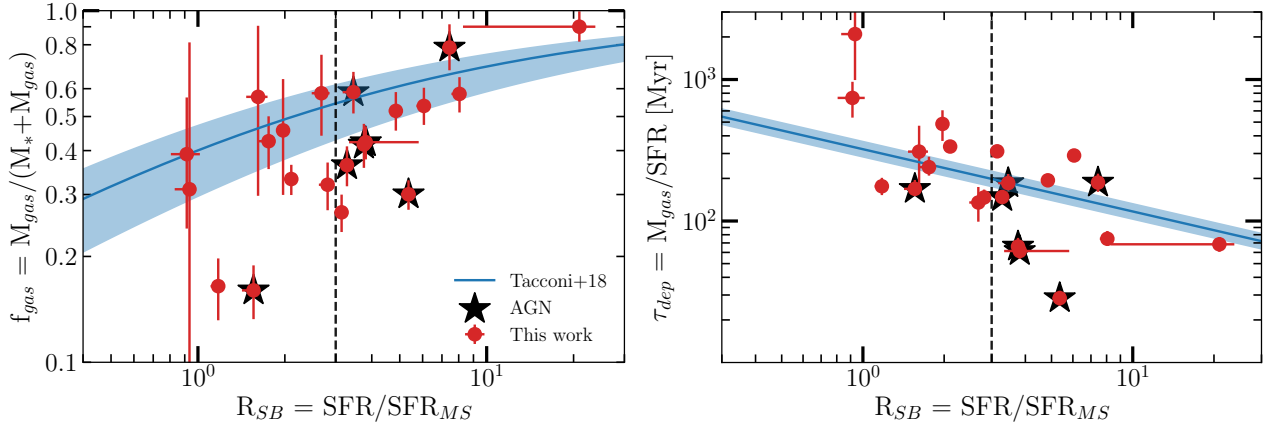 f_gas = M_gas/(M_*+M_gas)
1.0
0.8
0.6
0.5
0.4
0.3
0.2
0.1
10^0
10^1
R_SB = SFR/SFR_MS
Tacconi+18
AGN
This work
τ_dep = M_gas/SFR [Myr]
10^3
10^2
10^0
10^1
R_SB = SFR/SFR_MS